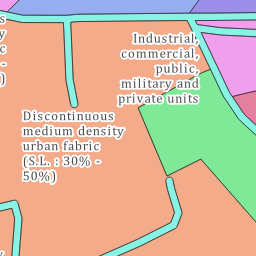 s
y
c
-
)
Industrial,
commercial,
public,
military and
private units
Discontinuous
medium density
urban fabric
(S.L. : 30% -
50%)
y